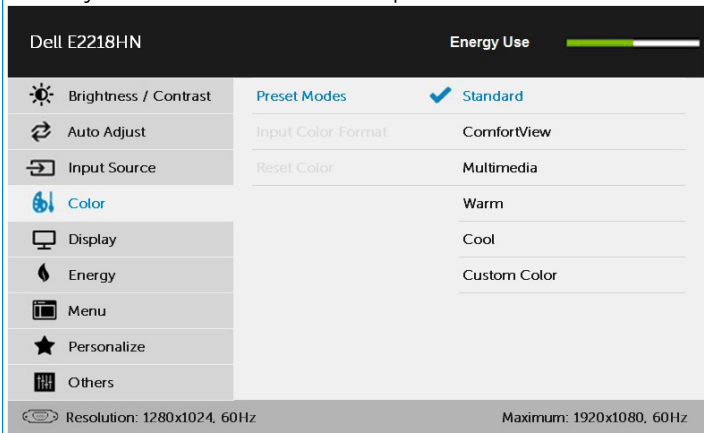 Dell E2218HN Energy Use
Brightness / Contrast Preset Modes Standard
Auto Adjust Input Color Format ComfortView
Input Source Reset Color Multimedia
Color Warm
Display Cool
Energy Custom Color
Menu
Personalize
Others
Resolution: 1280x1024, 60Hz Maximum: 1920x1080, 60Hz